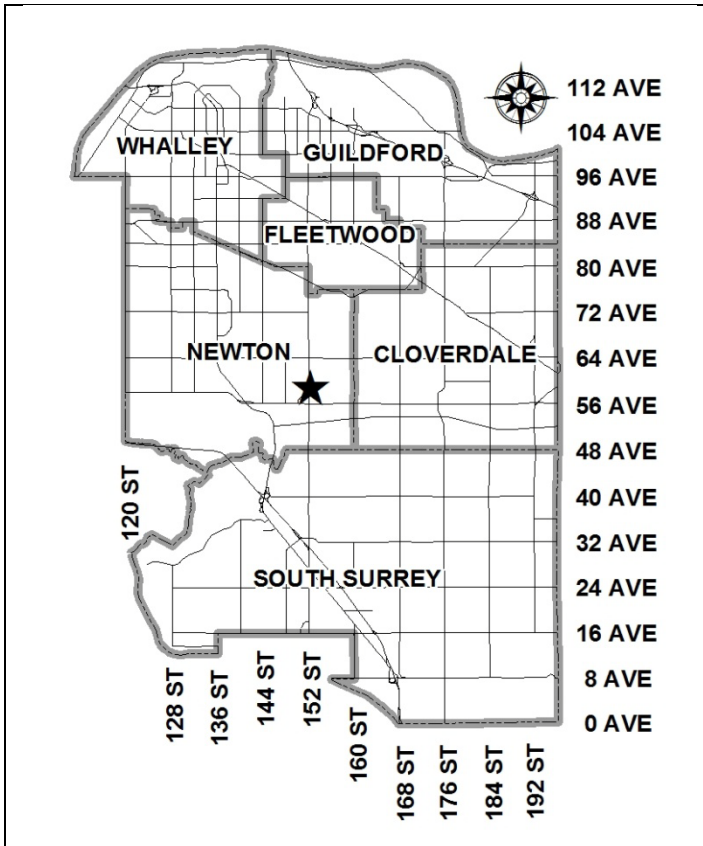 112 AVE
104 AVE
WHALLEY
GUILDFORD
96 AVE
88 AVE
FLEETWOOD
80 AVE
72 AVE
NEWTON
CLOVERDALE
64 AVE
56 AVE
48 AVE
120 ST
40 AVE
32 AVE
SOUTH SURREY
24 AVE
16 AVE
8 AVE
0 AVE
128 ST
136 ST
144 ST
152 ST
160 ST
168 ST
176 ST
184 ST
192 ST